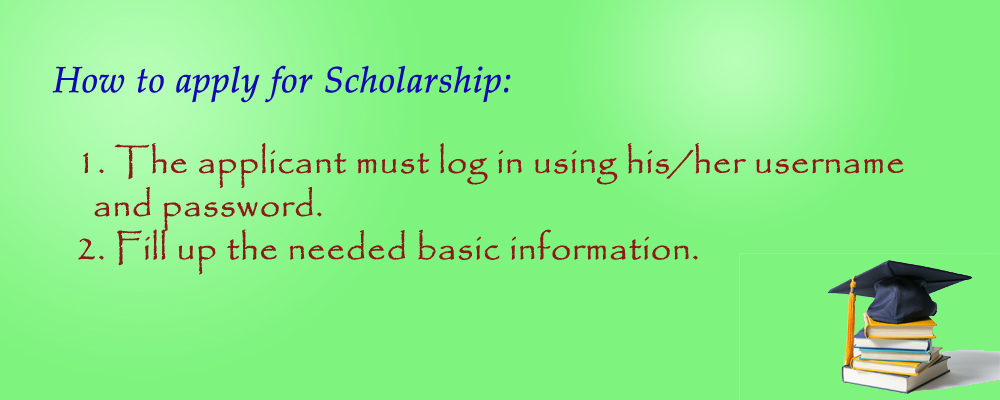 How to apply for Scholarship:
1. The applicant must log in using his/her username
and password.
2. Fill up the needed basic information.